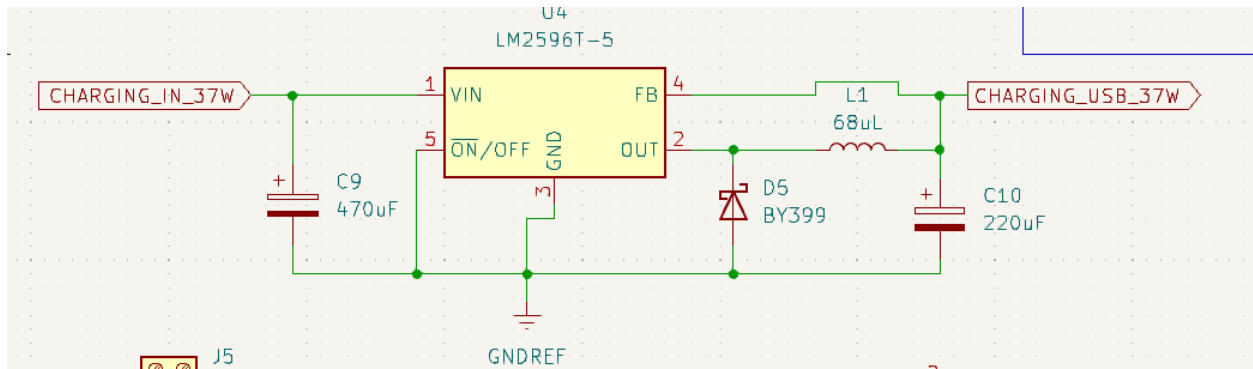 U4
LM2596T-5
CHARGING_IN_37W
1
VIN
FB
4
L1
68uL
CHARGING_USB_37W
5
ON/OFF
GND
OUT
2
3
C9
470uF
D5
BY399
C10
220uF
GNDREF
J5